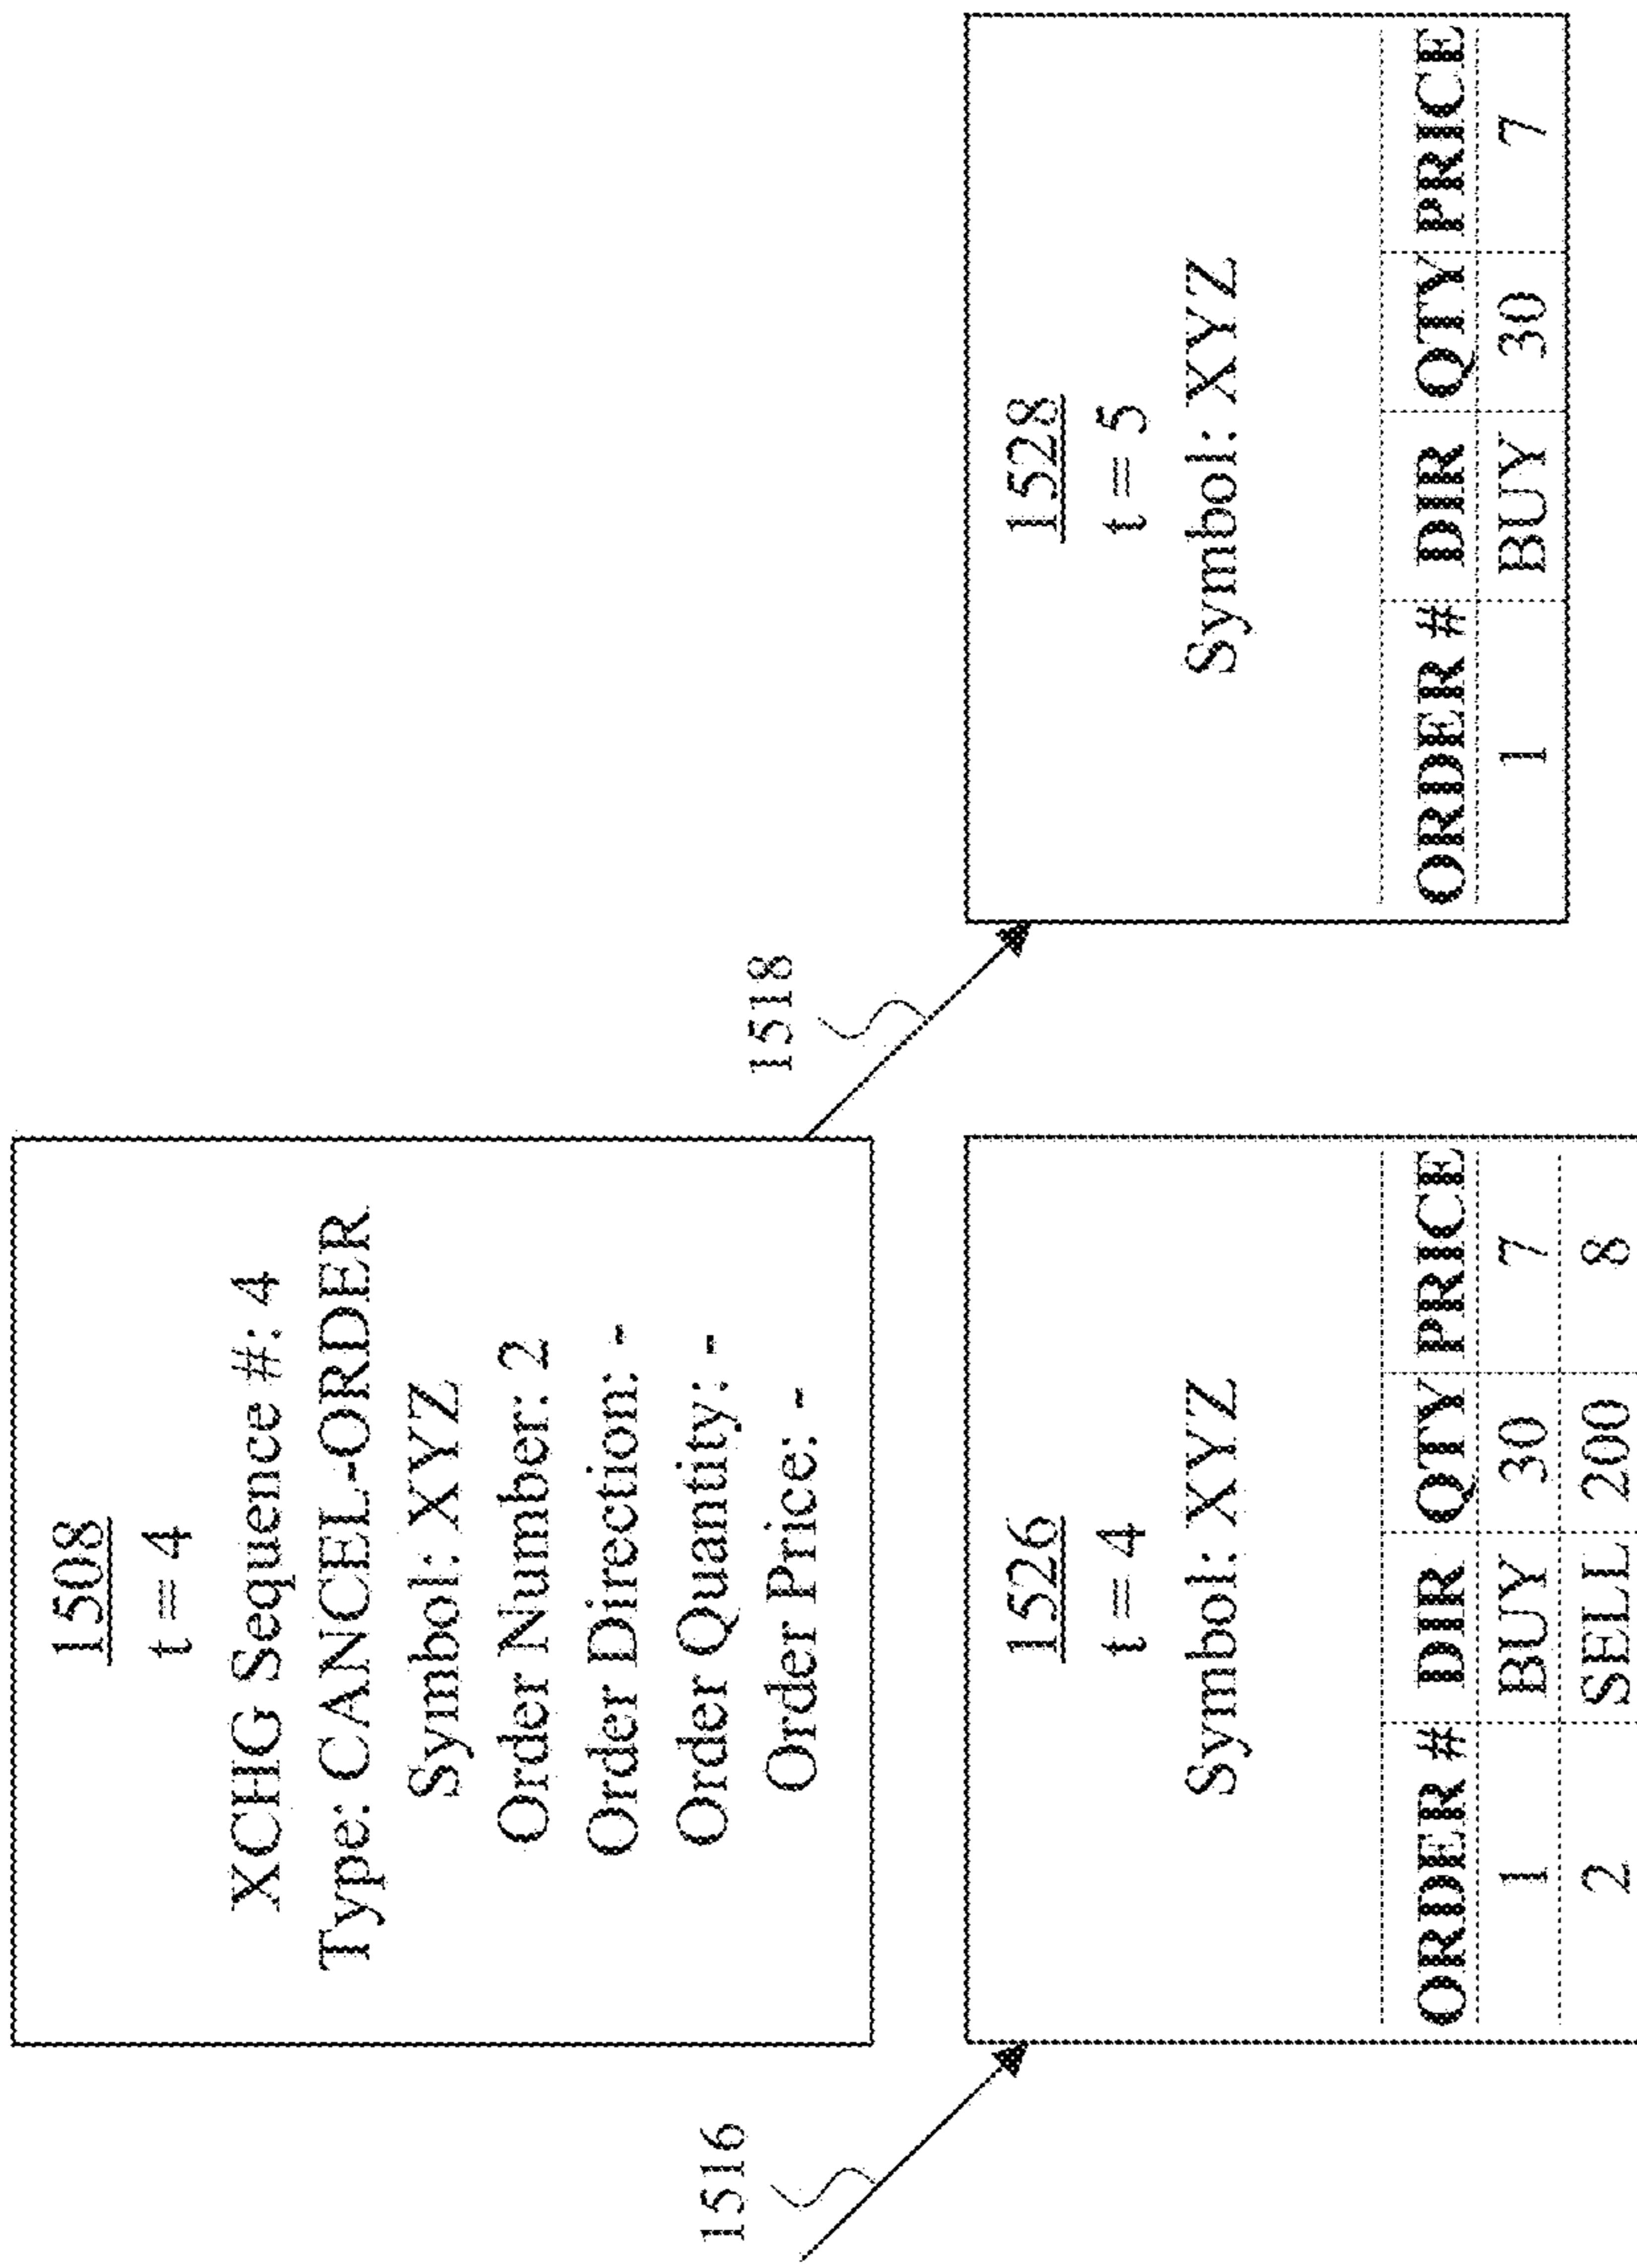 1508
t = 4
XCHG Sequence #: 4
Type: CANCEL-ORDER
Symbol: XYZ
Order Number: 2
Order Direction: -
Order Quantity: -
Order Price: -
1516
1518
1526
t = 4
Symbol: XYZ
ORDER # DIR QTY PRICE
1 BUY 30 7
2 SELL 200 8
1528
t = 5
Symbol: XYZ
ORDER # DIR QTY PRICE
1 BUY 30 7